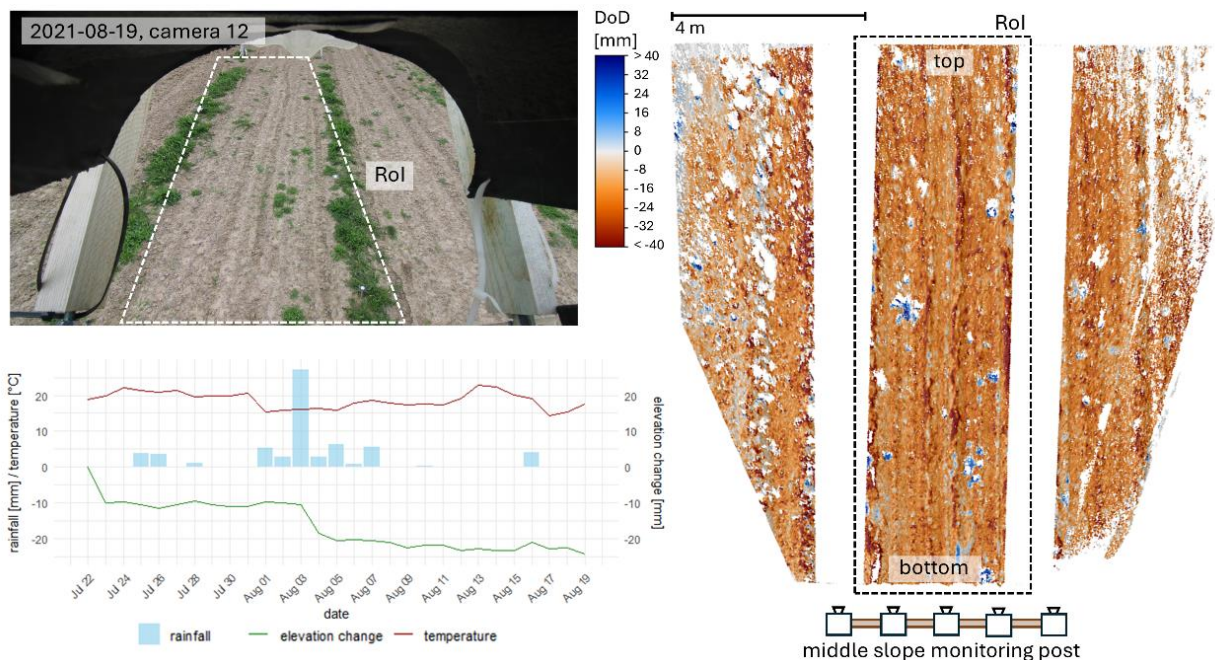 2021-08-19, camera 12
RoI
DoD
[mm]
> 40
40
32
24
16
8
0
-8
-16
-24
-32
< -40
4 m
RoI
top
bottom
middle slope monitoring post
rainfall [mm] / temperature [°C]
20
10
0
-10
-20
20
10
0
-10
-20
elevation change [mm]
Jul 22
Jul 24
Jul 26
Jul 28
Jul 30
Aug 01
Aug 03
Aug 05
Aug 07
Aug 09
Aug 11
Aug 13
Aug 15
Aug 17
Aug 19
date
rainfall
elevation change
temperature